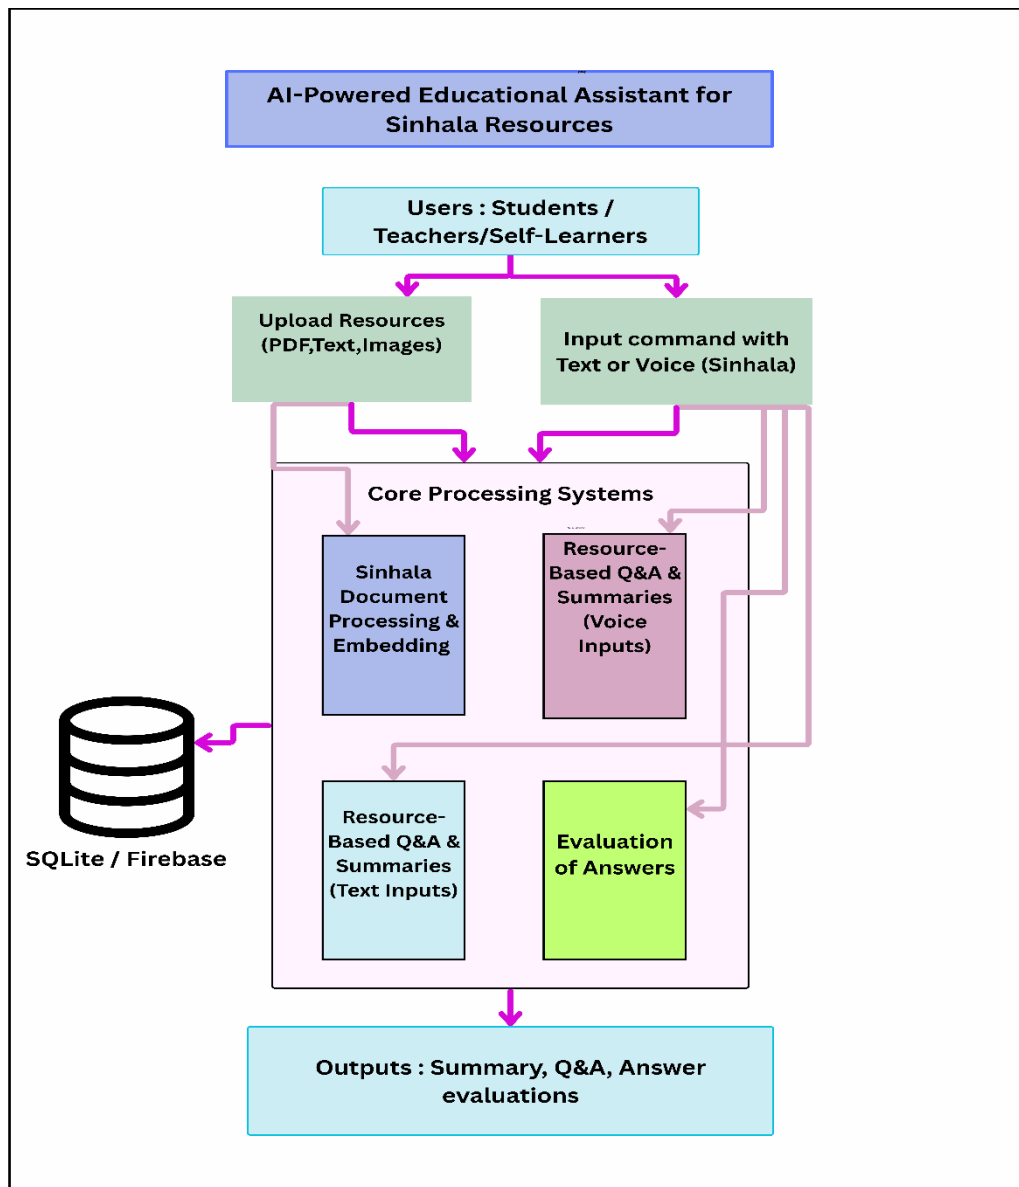 AI-Powered Educational Assistant for
Sinhala Resources
Users : Students /
Teachers/Self-Learners
Upload Resources
(PDF,Text,Images)
Input command with
Text or Voice (Sinhala)
Core Processing Systems
Sinhala
Document
Processing &
Embedding
Resource-
Based Q&A &
Summaries
(Voice
Inputs)
SQLite / Firebase
Resource-
Based Q&A &
Summaries
(Text Inputs)
Evaluation
of Answers
Outputs : Summary, Q&A, Answer
evaluations